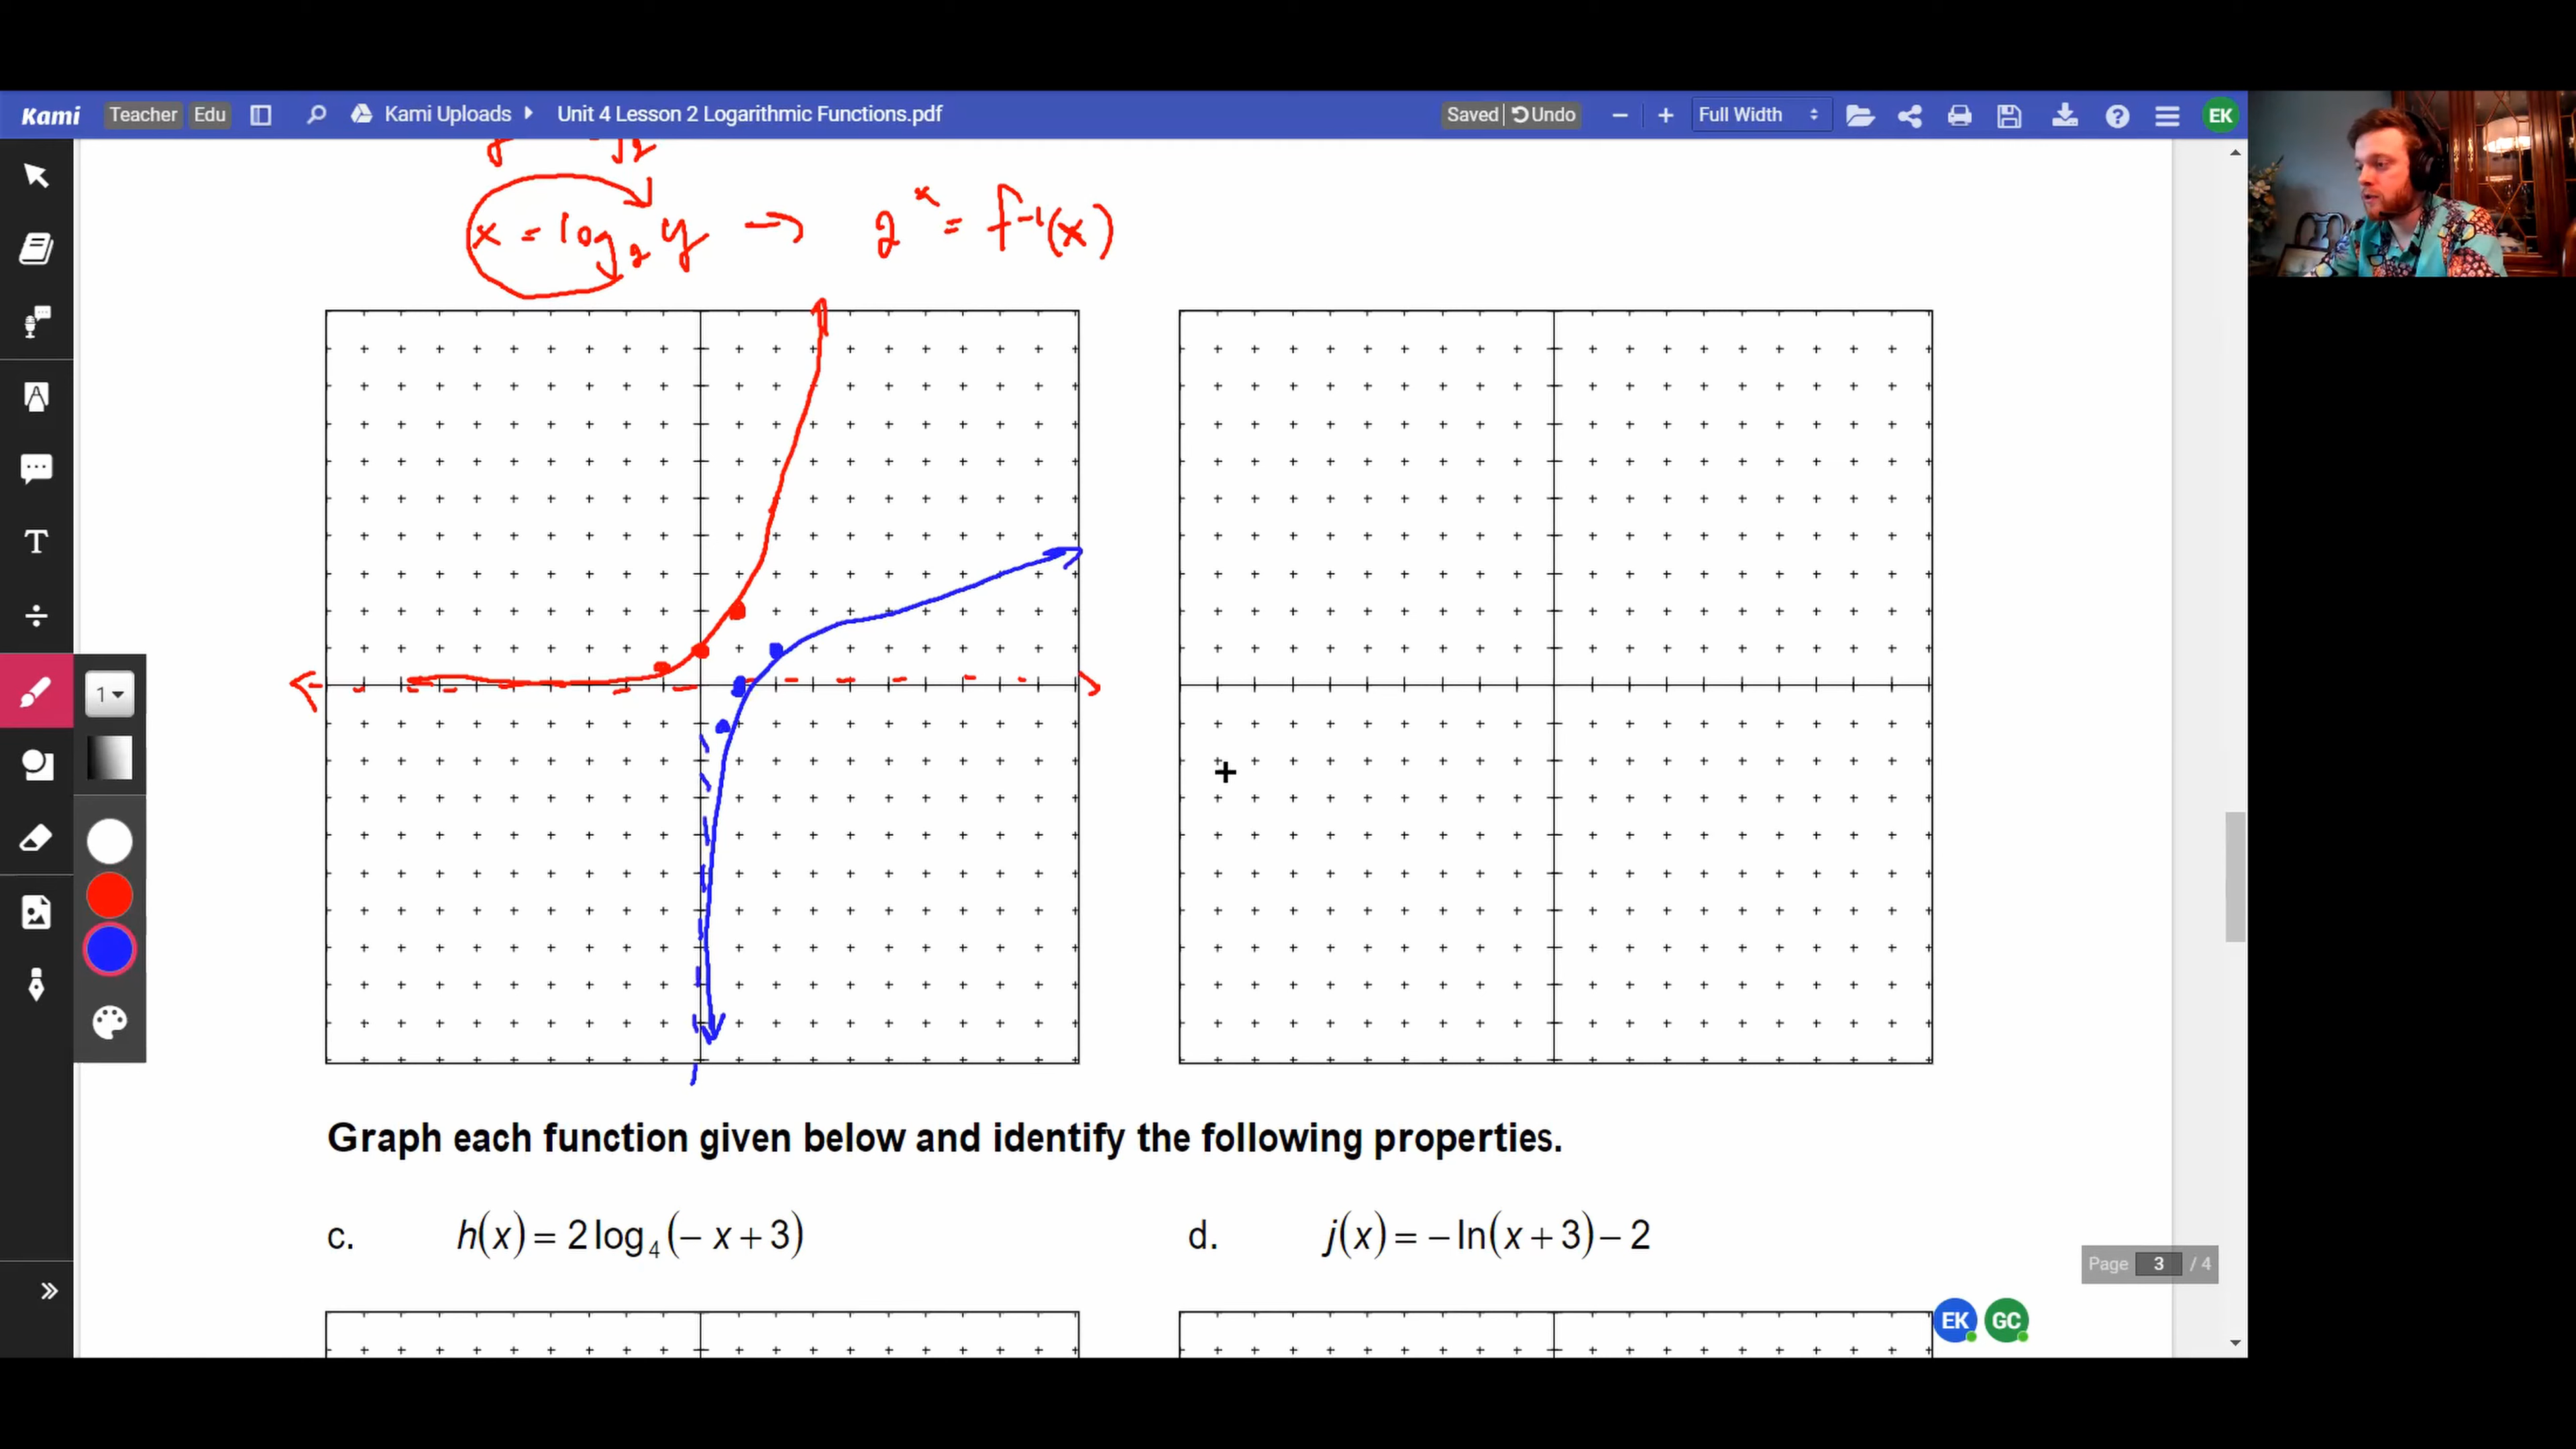 Kami Teacher Edu Kami Uploads Unit 4 Lesson 2 Logarithmic Functions.pdf Saved Undo Full Width EK
x = log₂ y → 2ˣ = f⁻¹(x)
T
1
Graph each function given below and identify the following properties.
c. h(x) = 2 log₄ (− x + 3) d. j(x) = − ln(x + 3) − 2
Page 3 / 4
EK GC